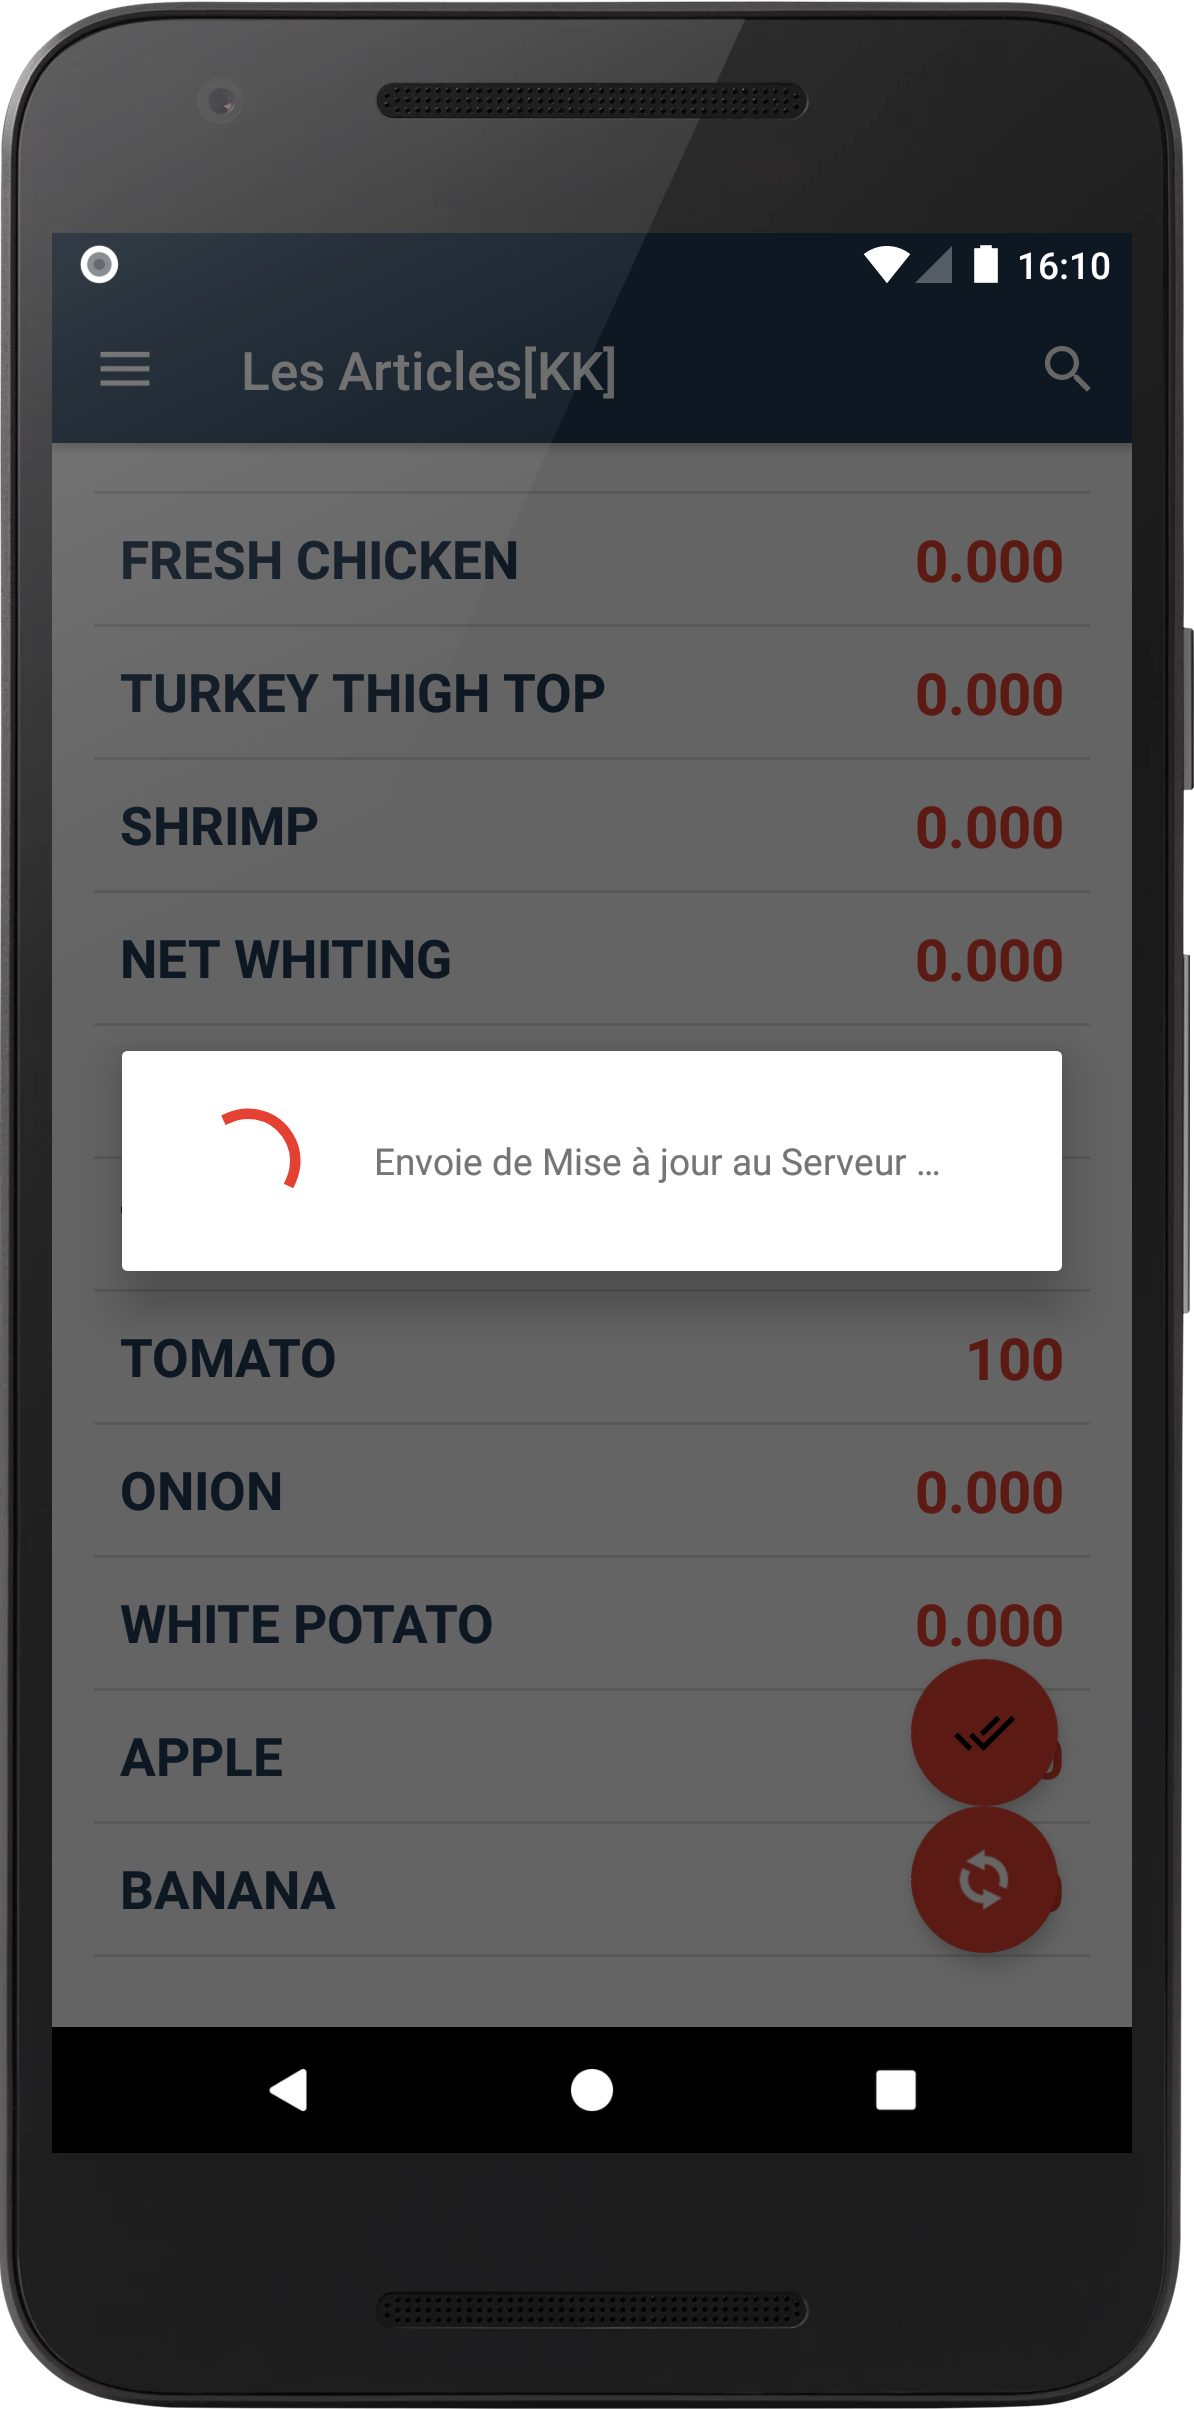 16:10
Les Articles[KK]
FRESH CHICKEN 0.000
TURKEY THIGH TOP 0.000
SHRIMP 0.000
NET WHITING 0.000
Envoie de Mise à jour au Serveur ...
TOMATO 100
ONION 0.000
WHITE POTATO 0.000
APPLE
BANANA